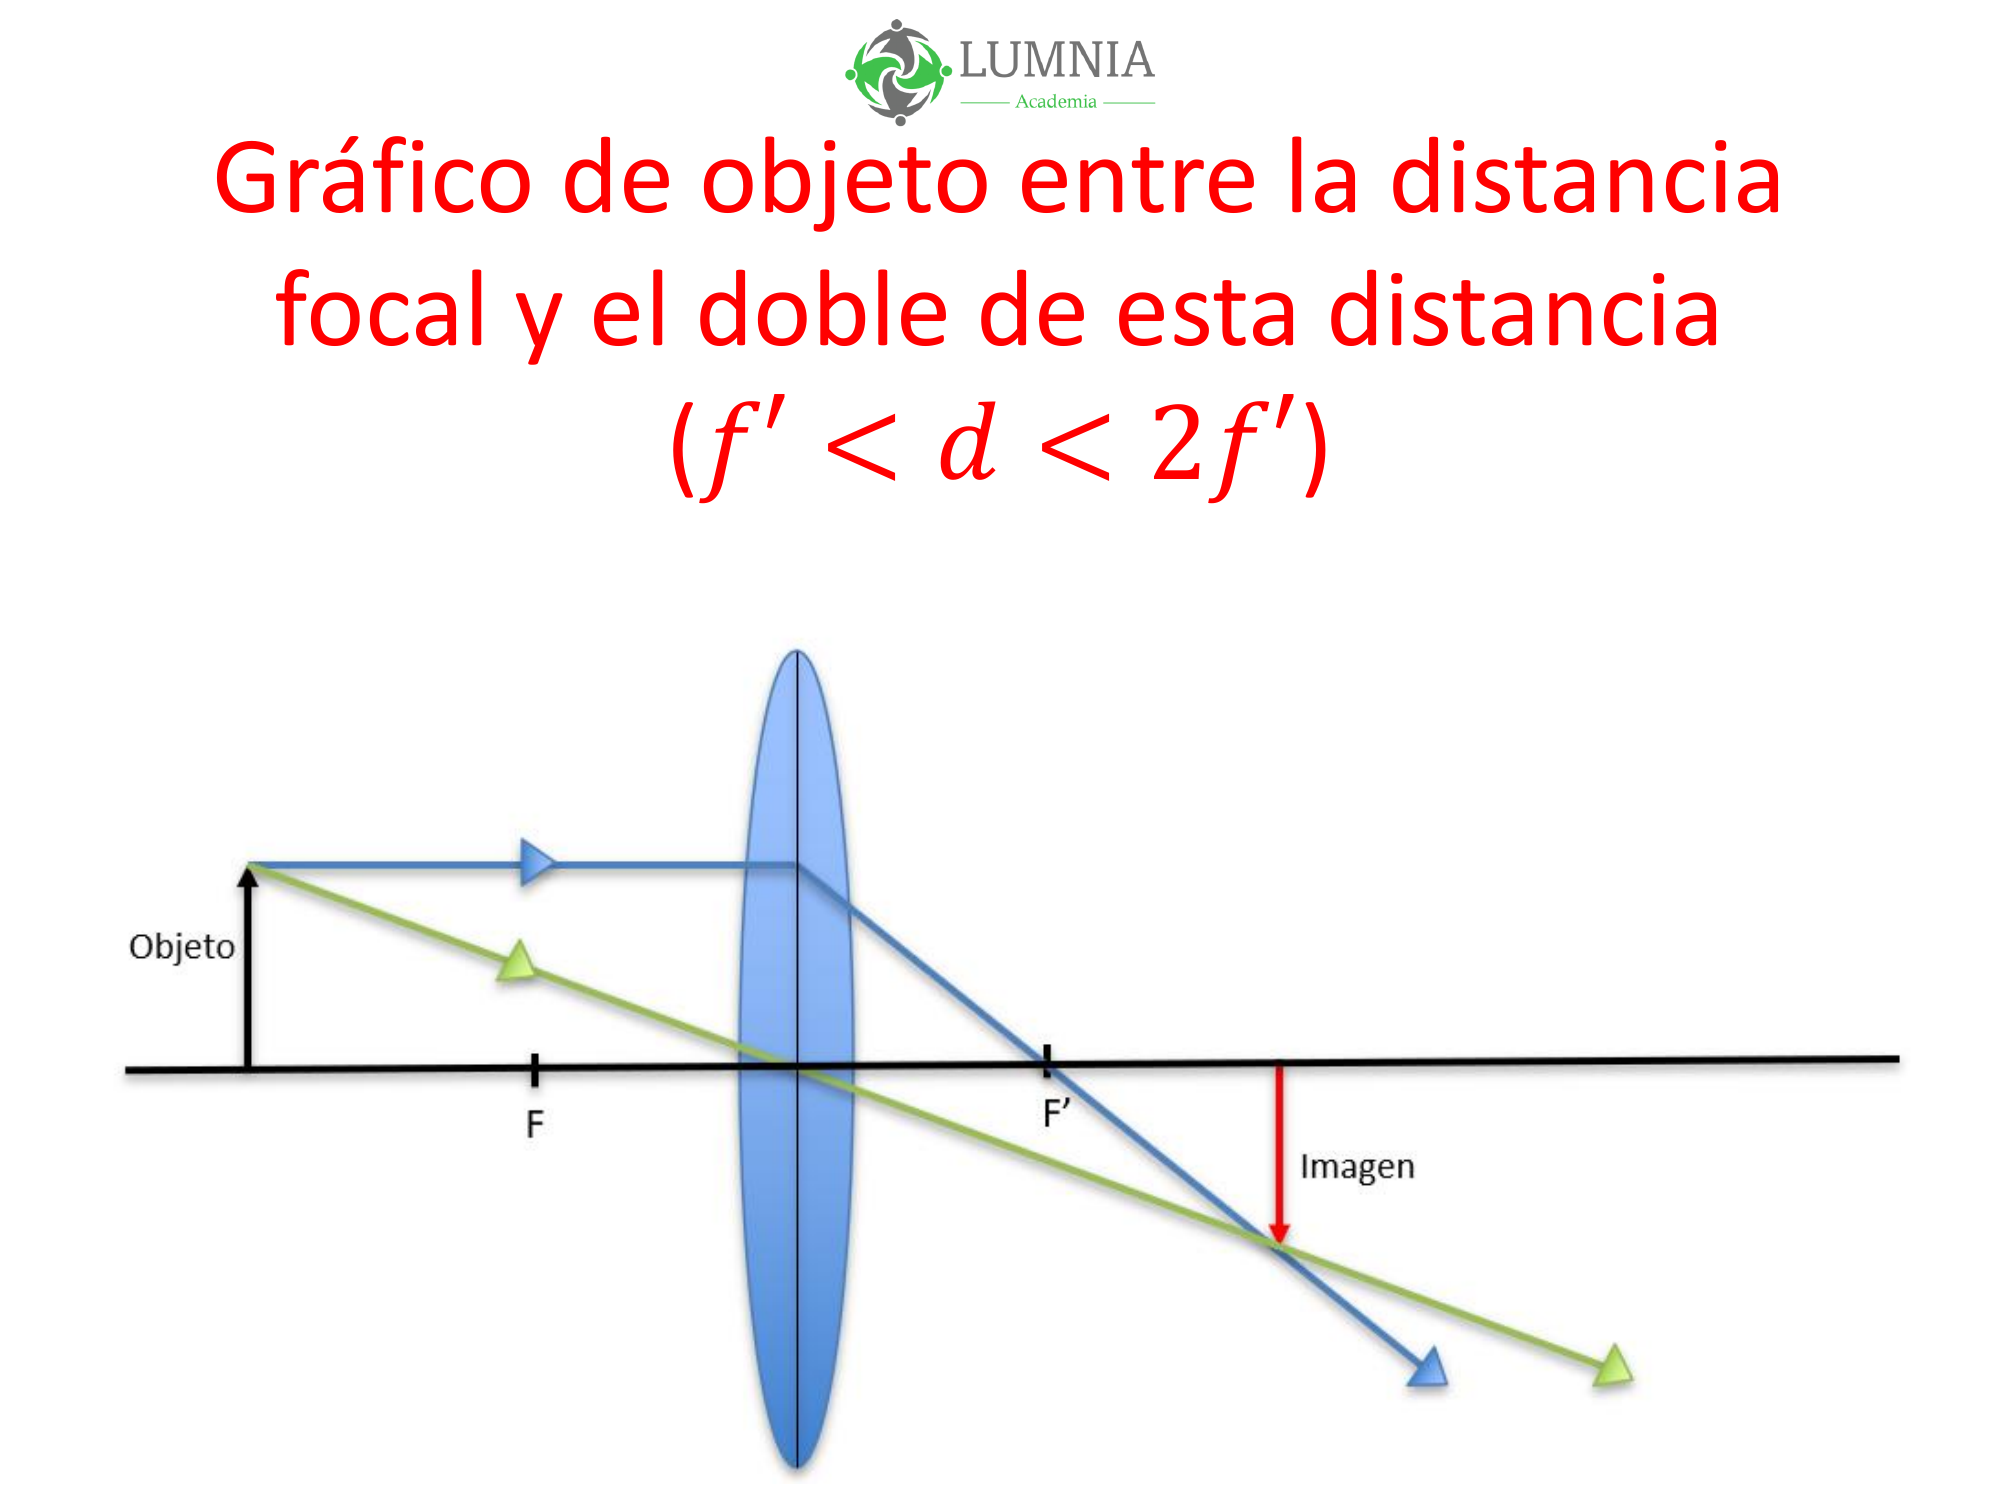 LUMNIA
Academia
Gráfico de objeto entre la distancia
focal y el doble de esta distancia
(f′ < d < 2f′)
Objeto
F
F’
Imagen